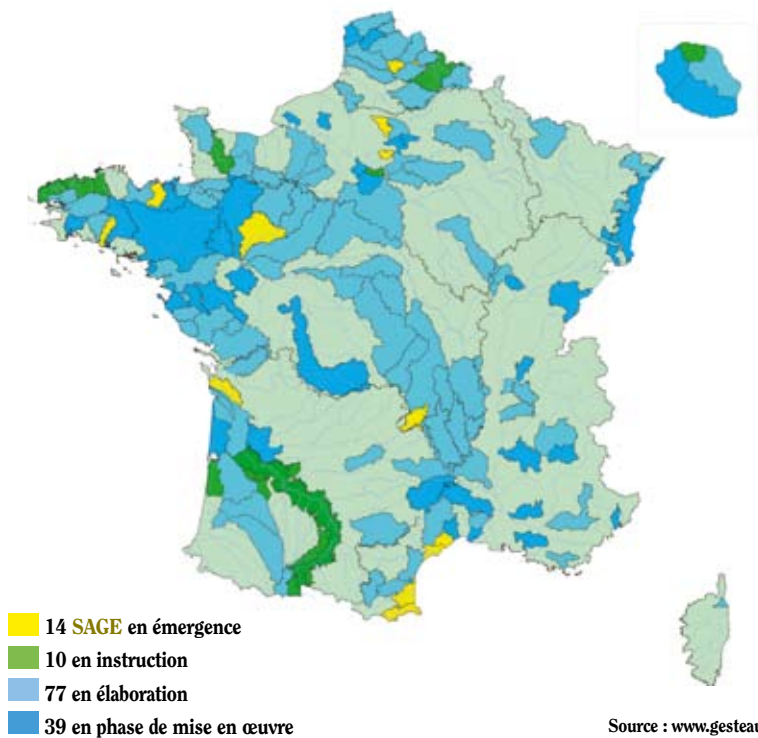 14 SAGE en émergence
10 en instruction
77 en élaboration
39 en phase de mise en œuvre
Source : www.gesteau